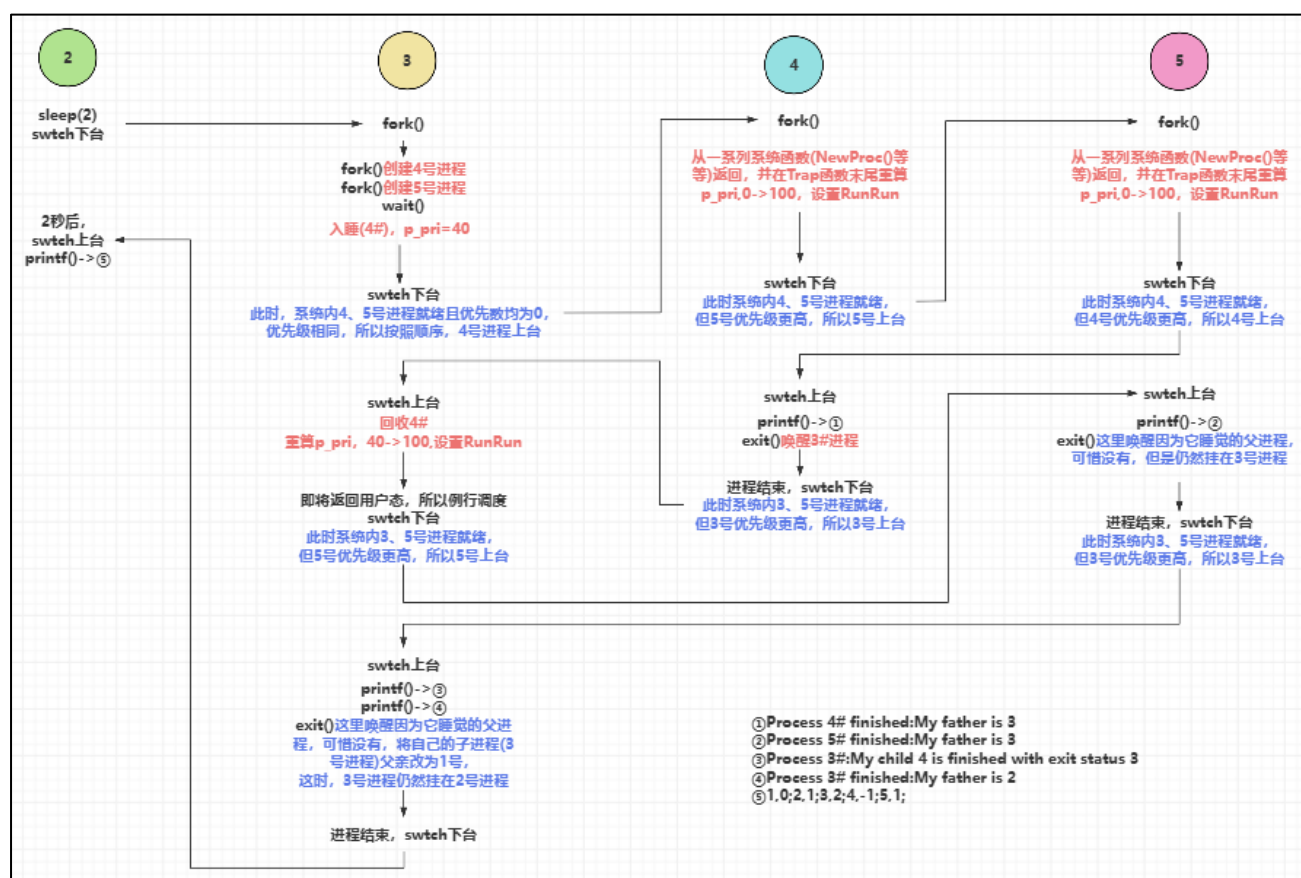 2
sleep(2)
swtch下台
2秒后,
swtch上台
printf()->⑤
3
fork()
fork()创建4号进程
fork()创建5号进程
wait()
入睡(4#), p_pri=40
swtch下台
此时, 系统内4、5号进程就绪且优先数均为0,
优先级相同, 所以按照顺序, 4号进程上台
swtch上台
回收4#
重算p_pri, 40->100,设置RunRun
即将返回用户态, 所以例行调度
swtch下台
此时系统内3、5号进程就绪,
但5号优先级更高, 所以5号上台
swtch上台
printf()->③
printf()->④
exit()这里唤醒因为它睡觉的父进
程, 可惜没有, 将自己的子进程(3
号进程)父亲改为1号,
这时, 3号进程仍然挂在2号进程
进程结束, swtch下台
4
fork()
从一系列系统函数(NewProc()等
等)返回, 并在Trap函数末尾重算
p_pri,0->100, 设置RunRun
swtch下台
此时系统内4、5号进程就绪,
但5号优先级更高, 所以5号上台
swtch上台
printf()->①
exit()唤醒3#进程
进程结束, swtch下台
此时系统内3、5号进程就绪,
但3号优先级更高, 所以3号上台
5
fork()
从一系列系统函数(NewProc()等
等)返回, 并在Trap函数末尾重算
p_pri,0->100, 设置RunRun
swtch下台
此时系统内4、5号进程就绪,
但4号优先级更高, 所以4号上台
swtch上台
printf()->②
exit()这里唤醒因为它睡觉的父进程,
可惜没有, 但是仍然挂在3号进程
进程结束, swtch下台
此时系统内3、5号进程就绪,
但3号优先级更高, 所以3号上台
①Process 4# finished:My father is 3
②Process 5# finished:My father is 3
③Process 3#:My child 4 is finished with exit status 3
④Process 3# finished:My father is 2
⑤1,0;2,1;3,2;4,-1;5,1;